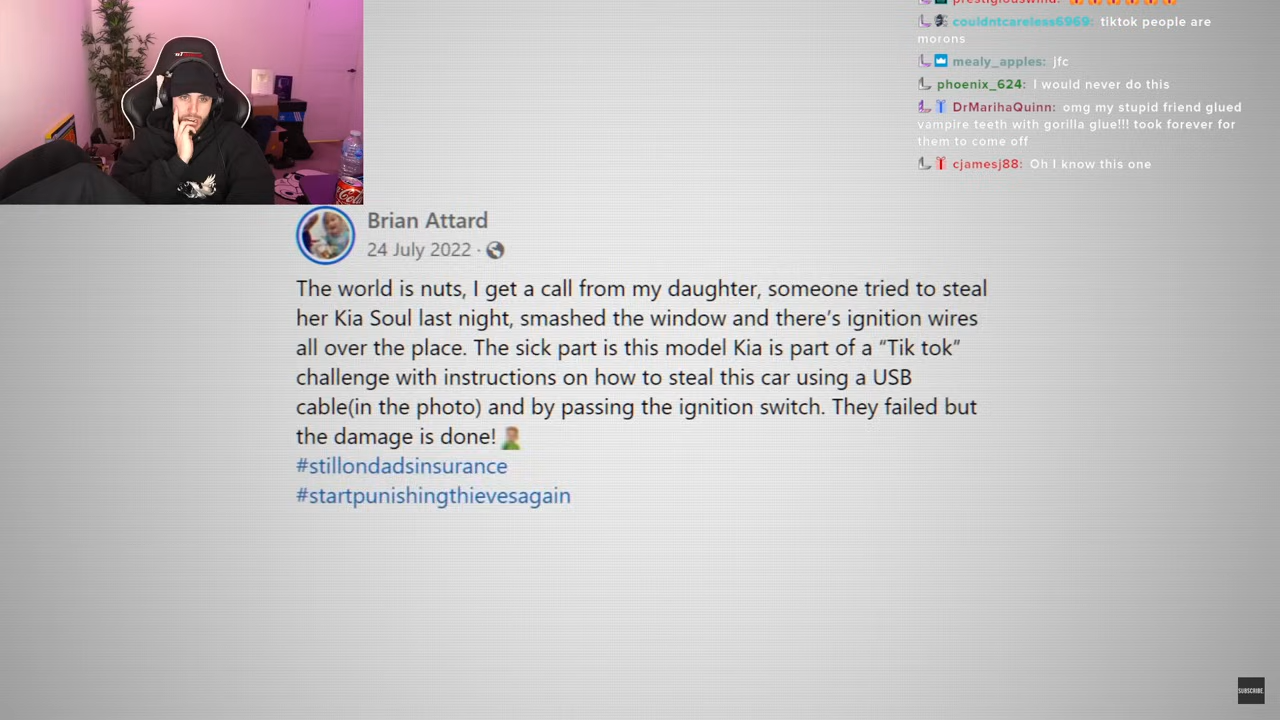 prestigiouswind:
couldntcareless6969: tiktok people are
morons
mealy_apples: jfc
phoenix_624: I would never do this
DrMarihaQuinn: omg my stupid friend glued
vampire teeth with gorilla glue!!! took forever for
them to come off
cjamesj88: Oh I know this one
Brian Attard
24 July 2022 ·
The world is nuts, I get a call from my daughter, someone tried to steal
her Kia Soul last night, smashed the window and there’s ignition wires
all over the place. The sick part is this model Kia is part of a “Tik tok”
challenge with instructions on how to steal this car using a USB
cable(in the photo) and by passing the ignition switch. They failed but
the damage is done!
#stillondadsinsurance
#startpunishingthievesagain
SUBSCRIBE